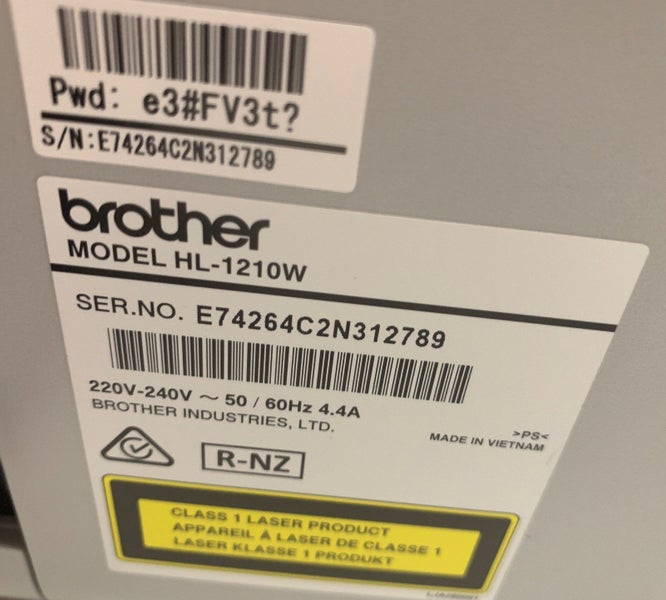 Pwd: e3#FV3t?
S/N:E74264C2N312789
brother
MODEL HL-1210W
SER.NO. E74264C2N312789
220V-240V ~ 50 / 60Hz 4.4A
BROTHER INDUSTRIES, LTD.
>PS<
MADE IN VIETNAM
R-NZ
CLASS 1 LASER PRODUCT
APPAREIL À LASER DE CLASSE 1
LASER KLASSE 1 PRODUKT